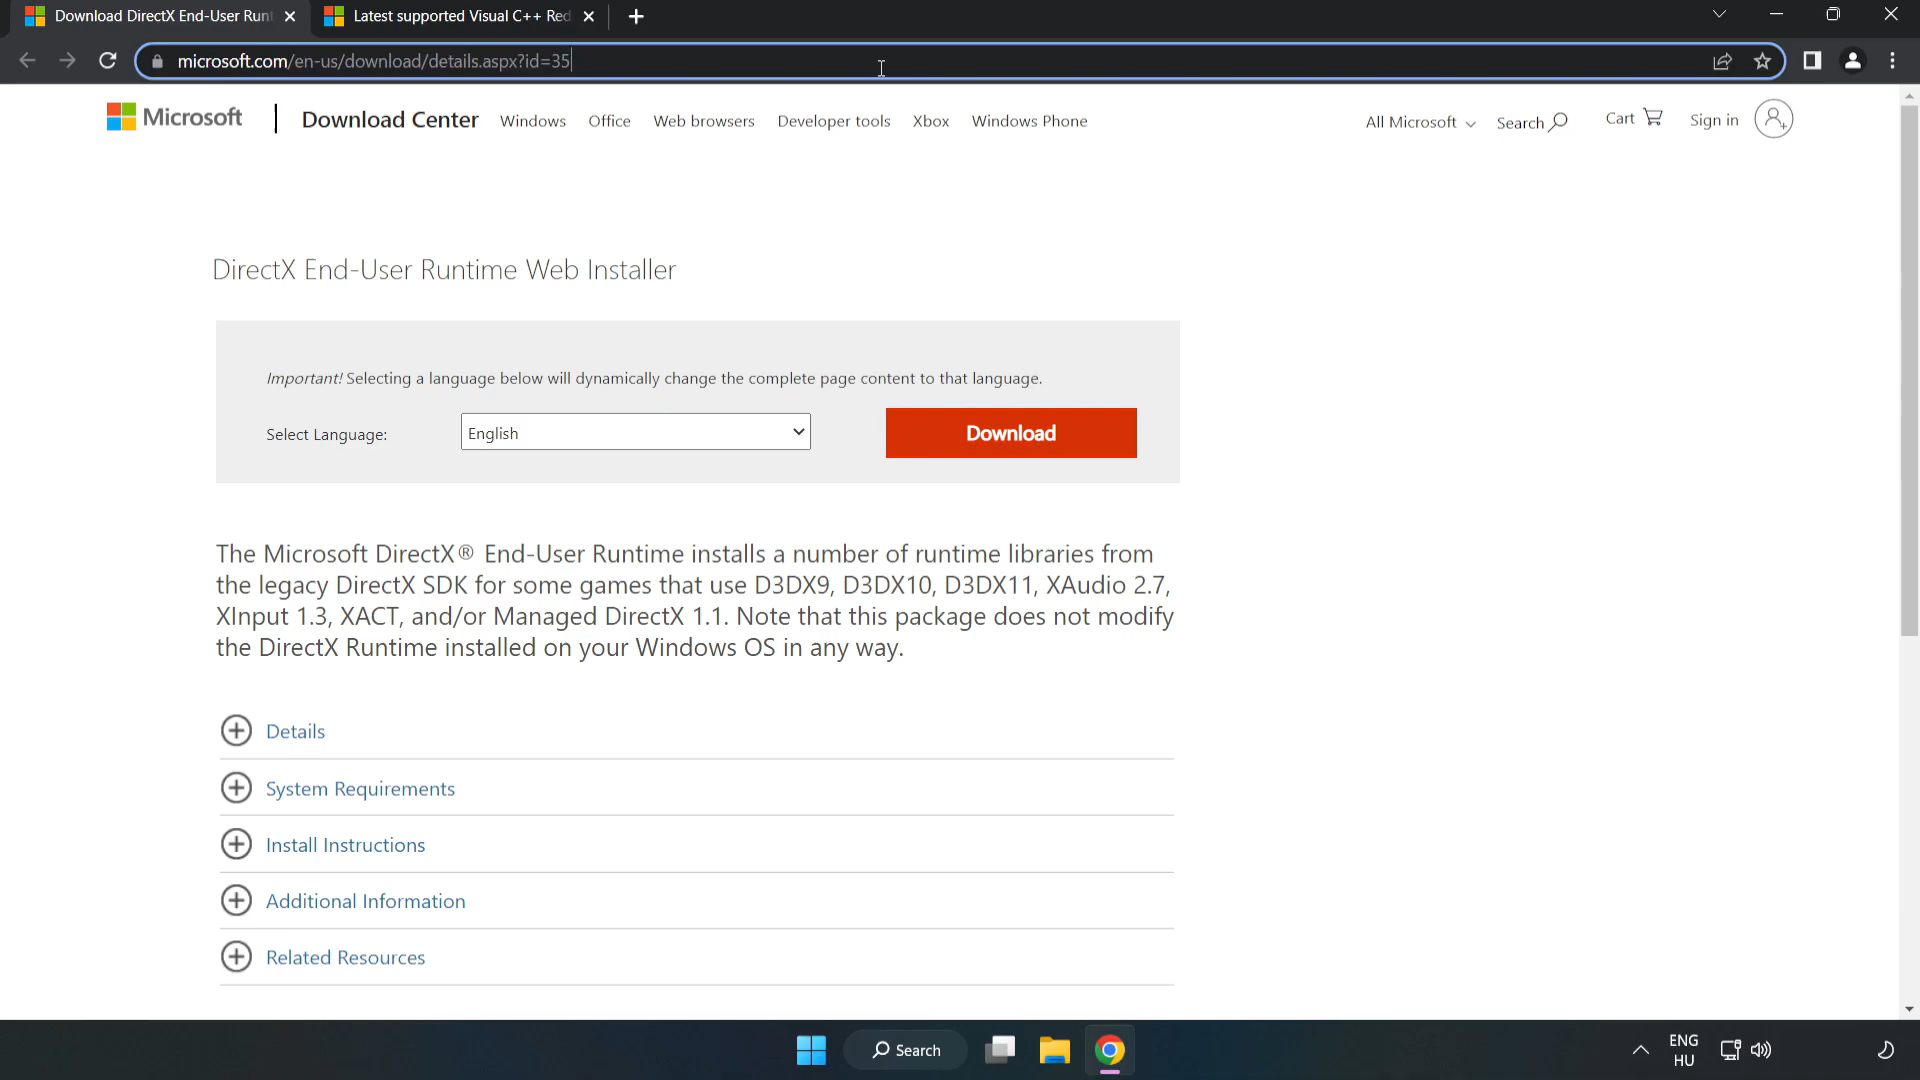 Download DirectX End-User Runt
Latest supported Visual C++ Red
microsoft.com/en-us/download/details.aspx?id=35
Microsoft
Download Center
Windows
Office
Web browsers
Developer tools
Xbox
Windows Phone
All Microsoft
Search
Cart
Sign in
DirectX End-User Runtime Web Installer
Important! Selecting a language below will dynamically change the complete page content to that language.
Select Language:
English
Download
The Microsoft DirectX® End-User Runtime installs a number of runtime libraries from
the legacy DirectX SDK for some games that use D3DX9, D3DX10, D3DX11, XAudio 2.7,
XInput 1.3, XACT, and/or Managed DirectX 1.1. Note that this package does not modify
the DirectX Runtime installed on your Windows OS in any way.
Details
System Requirements
Install Instructions
Additional Information
Related Resources
Search
ENG
HU